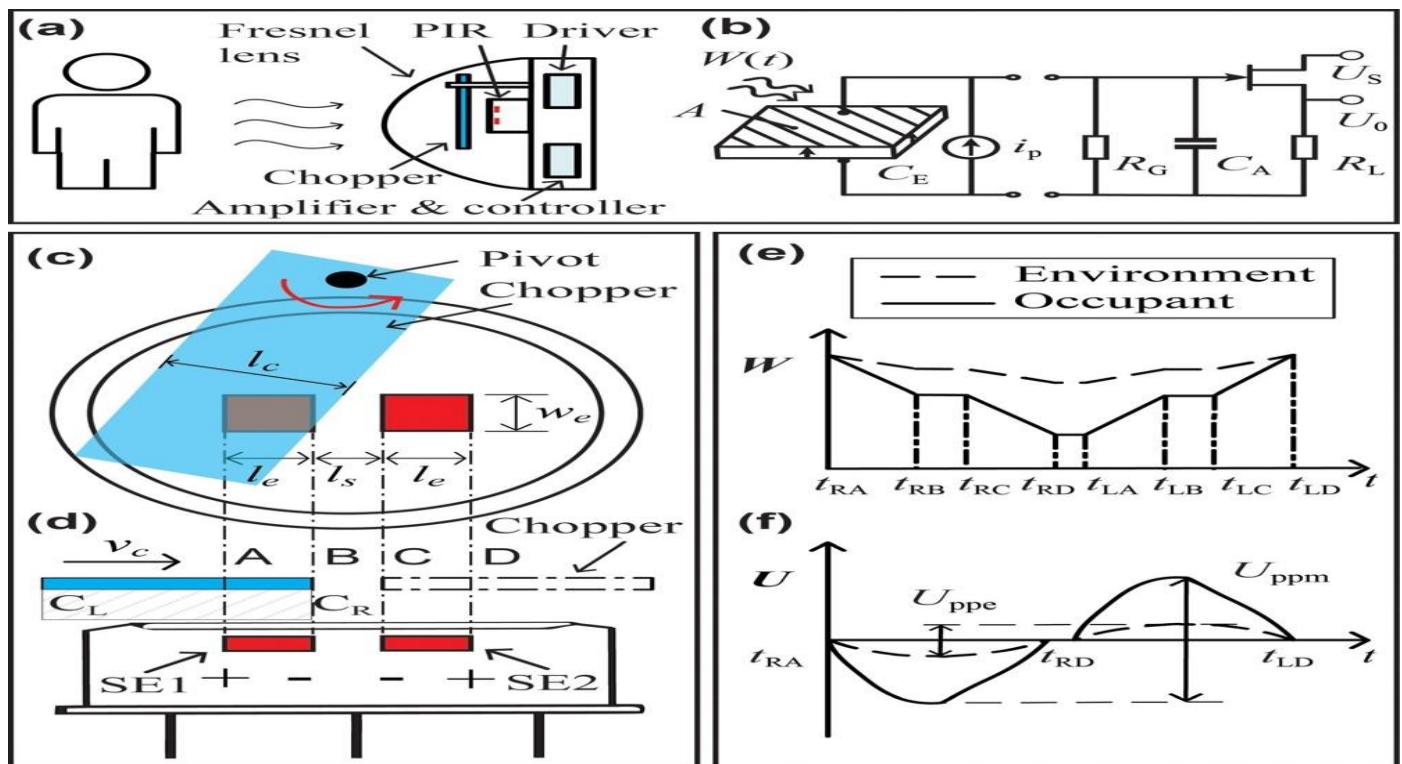 (a)
Fresnel lens
PIR
Driver
Chopper
Amplifier & controller
(b)
W(t)
A
C_E
i_p
R_G
C_A
R_L
U_S
U_0
(c)
Pivot
Chopper
l_c
w_e
l_e
l_s
l_e
(d)
v_c
A B C D
Chopper
C_L
C_R
SE1
+ - - +
SE2
(e)
Environment
Occupant
W
t_RA t_RB t_RC t_RD t_LA t_LB t_LC t_LD t
(f)
U
U_ppe
U_ppm
t_RA
t_RD
t_LD
t